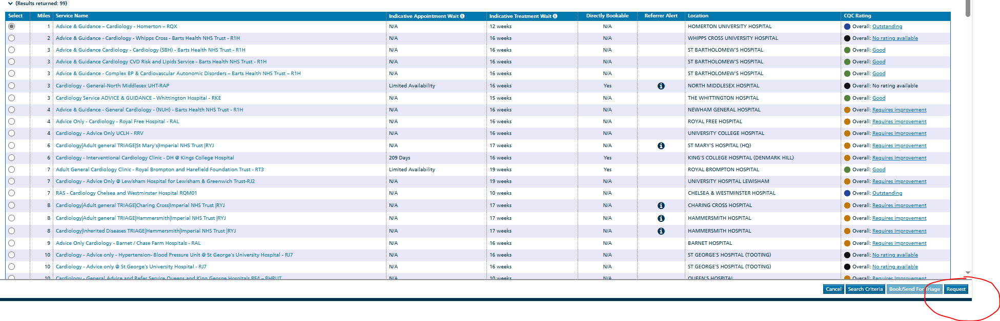 (Results returned: 99)
Select Miles Service Name Indicative Appointment Wait Indicative Treatment Wait Directly Bookable Referrer Alert Location CQC Rating
1 Advice & Guidance – Cardiology - Homerton – RQX N/A 12 weeks N/A HOMERTON UNIVERSITY HOSPITAL Overall: Outstanding
2 Advice & Guidance - Cardiology - Whipps Cross - Barts Health NHS Trust - R1H N/A 16 weeks N/A WHIPPS CROSS UNIVERSITY HOSPITAL Overall: No rating available
3 Advice & Guidance Cardiology - Cardiology (SBH) - Barts Health NHS Trust - R1H N/A 16 weeks N/A ST BARTHOLOMEW'S HOSPITAL Overall: Good
3 Advice & Guidance Cardiology CVD Risk and Lipids Service - Barts Health NHS Trust - R1H N/A 16 weeks N/A ST BARTHOLOMEW'S HOSPITAL Overall: Good
3 Advice & Guidance - Complex BP & Cardiovascular Autonomic Disorders – Barts Health NHS Trust – R1H N/A 16 weeks N/A ST BARTHOLOMEW'S HOSPITAL Overall: Good
3 Cardiology - General-North Middlesex UHT-RAP Limited Availability 16 weeks Yes NORTH MIDDLESEX HOSPITAL Overall: No rating available
3 Cardiology Service ADVICE & GUIDANCE - Whittington Hospital - RKE N/A 15 weeks N/A THE WHITTINGTON HOSPITAL Overall: Good
4 Advice & Guidance - General Cardiology - (NUH) - Barts Health NHS Trust - R1H N/A 16 weeks N/A NEWHAM GENERAL HOSPITAL Overall: Requires improvement
4 Advice Only - Cardiology - Royal Free Hospital - RAL N/A 16 weeks N/A ROYAL FREE HOSPITAL Overall: Requires improvement
4 Cardiology - Advice Only UCLH - RRV N/A 16 weeks N/A UNIVERSITY COLLEGE HOSPITAL Overall: Requires improvement
6 Cardiology|Adult general TRIAGE|St Mary's|Imperial NHS Trust |RYJ N/A 17 weeks N/A ST MARY'S HOSPITAL (HQ) Overall: Requires improvement
6 Cardiology - Interventional Cardiology Clinic - DH @ Kings College Hospital 209 Days 16 weeks Yes KING'S COLLEGE HOSPITAL (DENMARK HILL) Overall: Requires improvement
7 Adult General Cardiology Clinic - Royal Brompton and Harefield Foundation Trust - RT3 Limited Availability 19 weeks Yes ROYAL BROMPTON HOSPITAL Overall: Good
7 Cardiology - Advice Only @ Lewisham Hospital for Lewisham & Greenwich Trust-RJ2 N/A 19 weeks N/A UNIVERSITY HOSPITAL LEWISHAM Overall: Requires improvement
7 RAS - Cardiology Chelsea and Westminster Hospital RQM01 N/A 10 weeks N/A CHELSEA & WESTMINSTER HOSPITAL Overall: Outstanding
8 Cardiology|Adult general TRIAGE|Charing Cross|Imperial NHS Trust |RYJ N/A 17 weeks N/A CHARING CROSS HOSPITAL Overall: Requires improvement
8 Cardiology|Adult general TRIAGE|Hammersmith|Imperial NHS Trust |RYJ N/A 17 weeks N/A HAMMERSMITH HOSPITAL Overall: Requires improvement
8 Cardiology|Inherited Diseases TRIAGE|Hammersmith|Imperial NHS Trust |RYJ N/A 17 weeks N/A HAMMERSMITH HOSPITAL Overall: Requires improvement
9 Advice Only Cardiology - Barnet / Chase Farm Hospitals - RAL N/A 16 weeks N/A BARNET HOSPITAL Overall: Requires improvement
10 Cardiology - Advice only - Hypertension- Blood Pressure Unit @ St George's University Hospital - RJ7 N/A 16 weeks N/A ST GEORGE'S HOSPITAL (TOOTING) Overall: No rating available
10 Cardiology - Advice only @ St George's University Hospital - RJ7 N/A 16 weeks N/A ST GEORGE'S HOSPITAL (TOOTING) Overall: No rating available
10 Cardiology - General Advice and Refer Service Queens and King George Hospitals RF4 – BHRUT N/A 10 weeks N/A QUEEN'S HOSPITAL Overall: Requires improvement
Cancel Search Criteria Book/Send For Triage Request